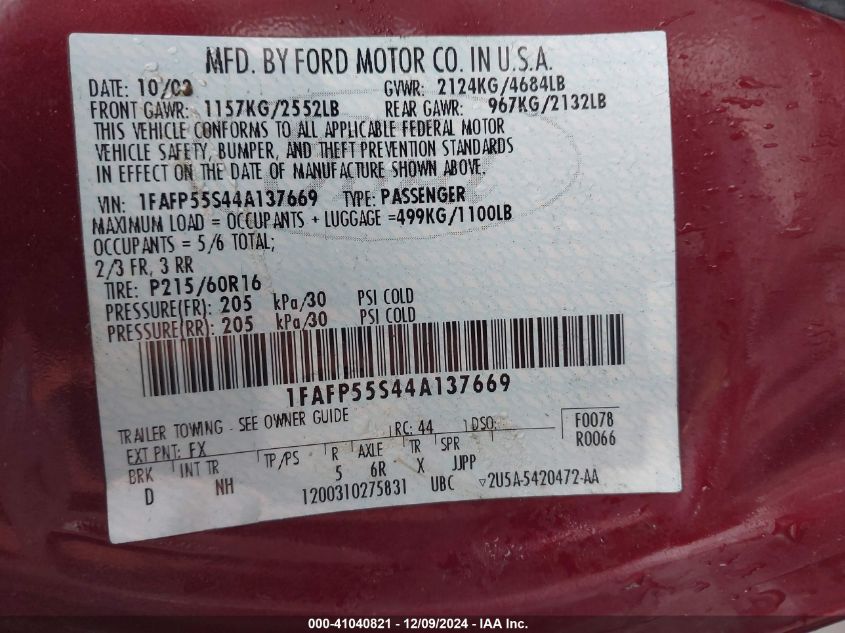 MFD. BY FORD MOTOR CO. IN U.S.A.
DATE: 10/03 GVWR: 2124KG/4684LB
FRONT GAWR: 1157KG/2552LB REAR GAWR: 967KG/2132LB
THIS VEHICLE CONFORMS TO ALL APPLICABLE FEDERAL MOTOR
VEHICLE SAFETY, BUMPER, AND THEFT PREVENTION STANDARDS
IN EFFECT ON THE DATE OF MANUFACTURE SHOWN ABOVE.
VIN: 1FAFP55S44A137669 TYPE: PASSENGER
MAXIMUM LOAD = OCCUPANTS + LUGGAGE =499KG/1100LB
OCCUPANTS = 5/6 TOTAL;
2/3 FR, 3 RR
TIRE: P215/60R16
PRESSURE(FR): 205 kPa/30 PSI COLD
PRESSURE(RR): 205 kPa/30 PSI COLD
1FAFP55S44A137669
TRAILER TOWING - SEE OWNER GUIDE
EXT PNT: FX RC: 44 DSO: F0078
BRK INT TR TP/PS R AXLE TR SPR R0066
D NH 5 6R X JJPP
1200310275831 UBC ▽2U5A-5420472-AA
000-41040821 - 12/09/2024 - IAA Inc.